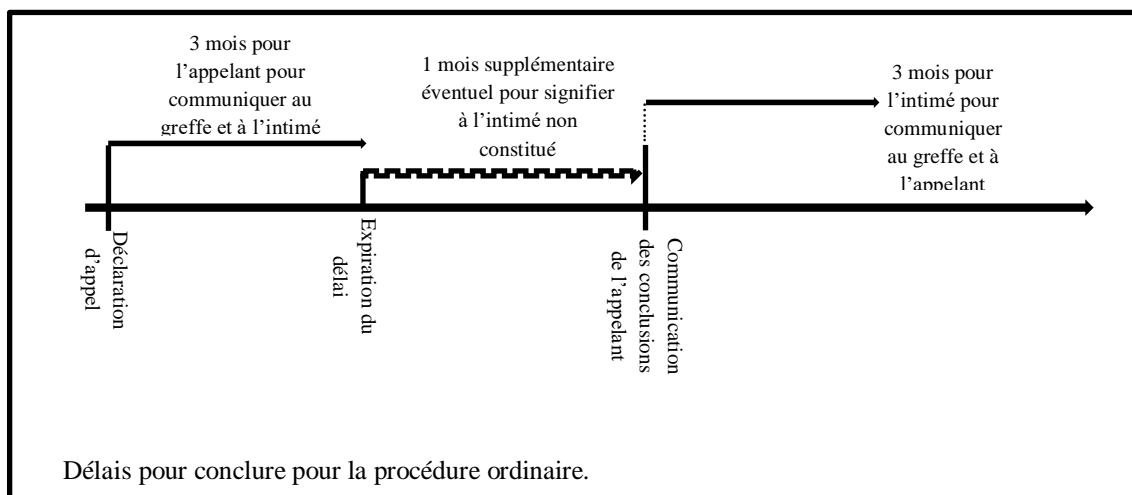 3 mois pour
l’appelant pour
communiquer au
greffe et à l’intimé
1 mois supplémentaire
éventuel pour signifier
à l’intimé non
constitué
3 mois pour
l’intimé pour
communiquer
au greffe et à
l’appelant
Déclaration
d’appel
Expiration du
délai
Communication
des conclusions
de l’appelant
Délais pour conclure pour la procédure ordinaire.